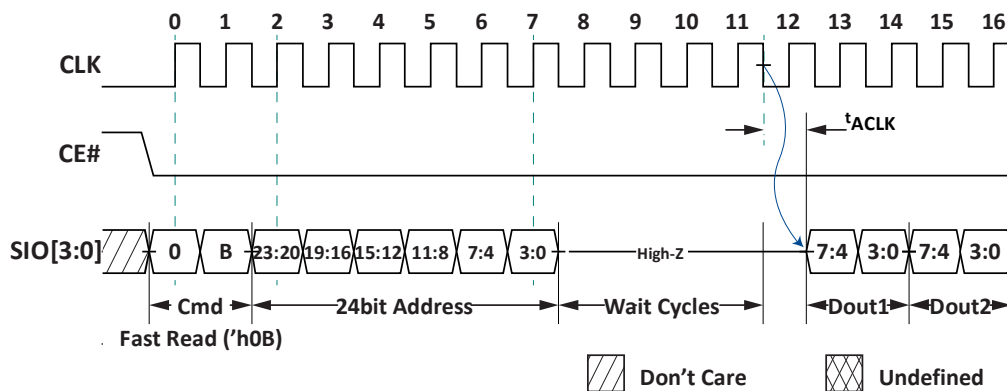 0 1 2 3 4 5 6 7 8 9 10 11 12 13 14 15 16
CLK
tACLK
CE#
SIO[3:0] 0 B 23:20 19:16 15:12 11:8 7:4 3:0 High-Z 7:4 3:0 7:4 3:0
Cmd 24bit Address Wait Cycles Dout1 Dout2
Fast Read ('h0B)
Don't Care Undefined